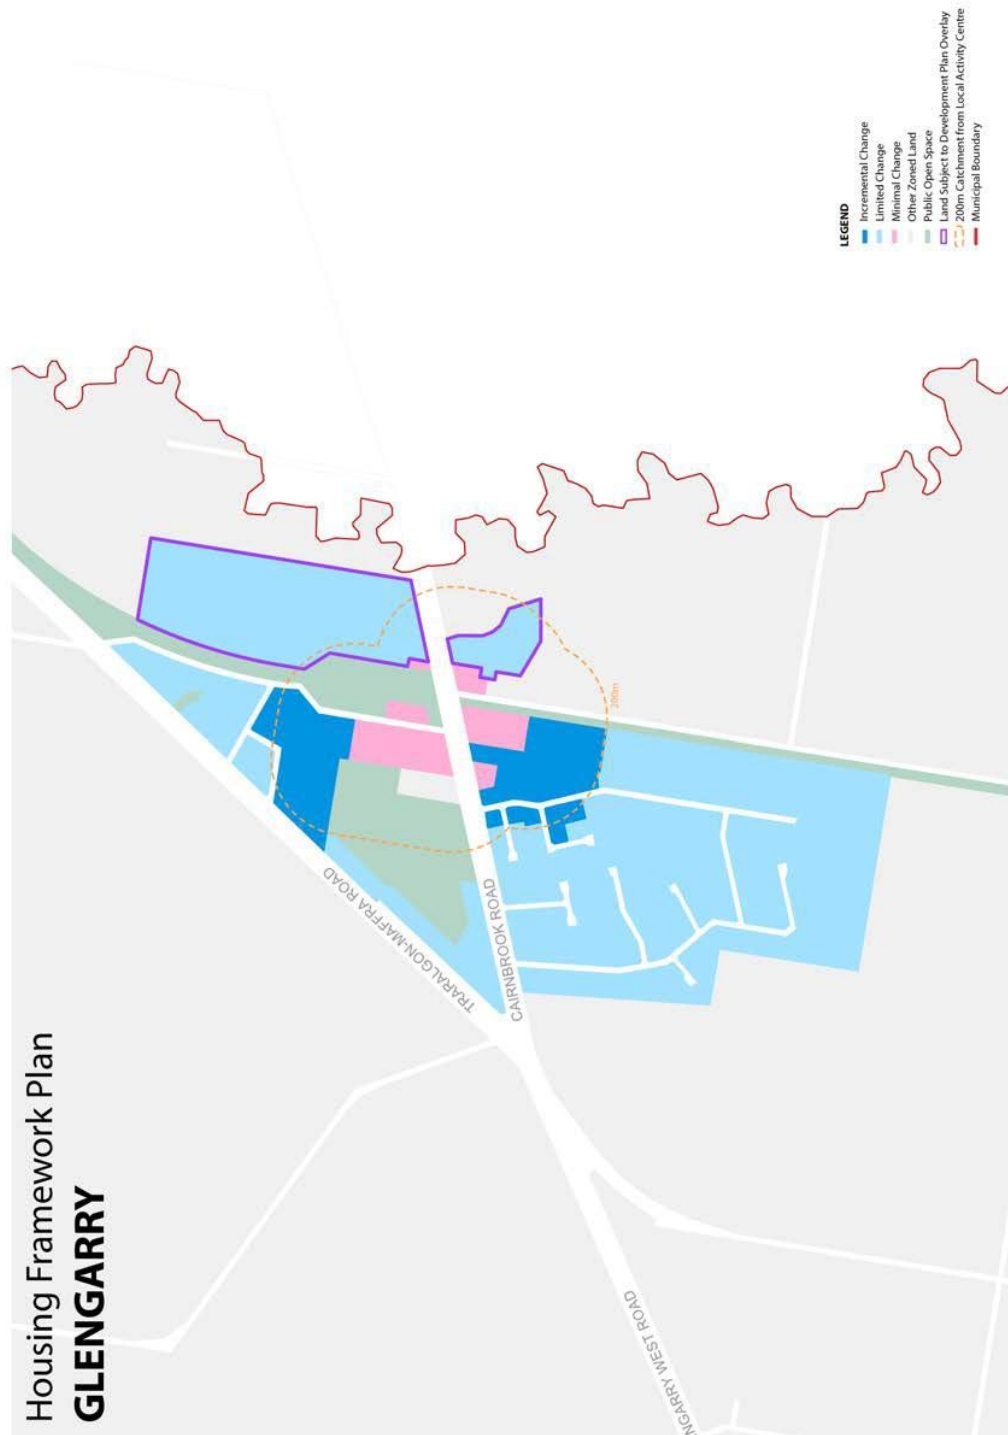 Housing Framework Plan
GLENGARRY
TRARALGON-MAFFRA ROAD
CAIRNBROOK ROAD
NGARRY WEST ROAD
200m
LEGEND
Incremental Change
Limited Change
Minimal Change
Other Zoned Land
Public Open Space
Land Subject to Development Plan Overlay
200m Catchment from Local Activity Centre
Municipal Boundary